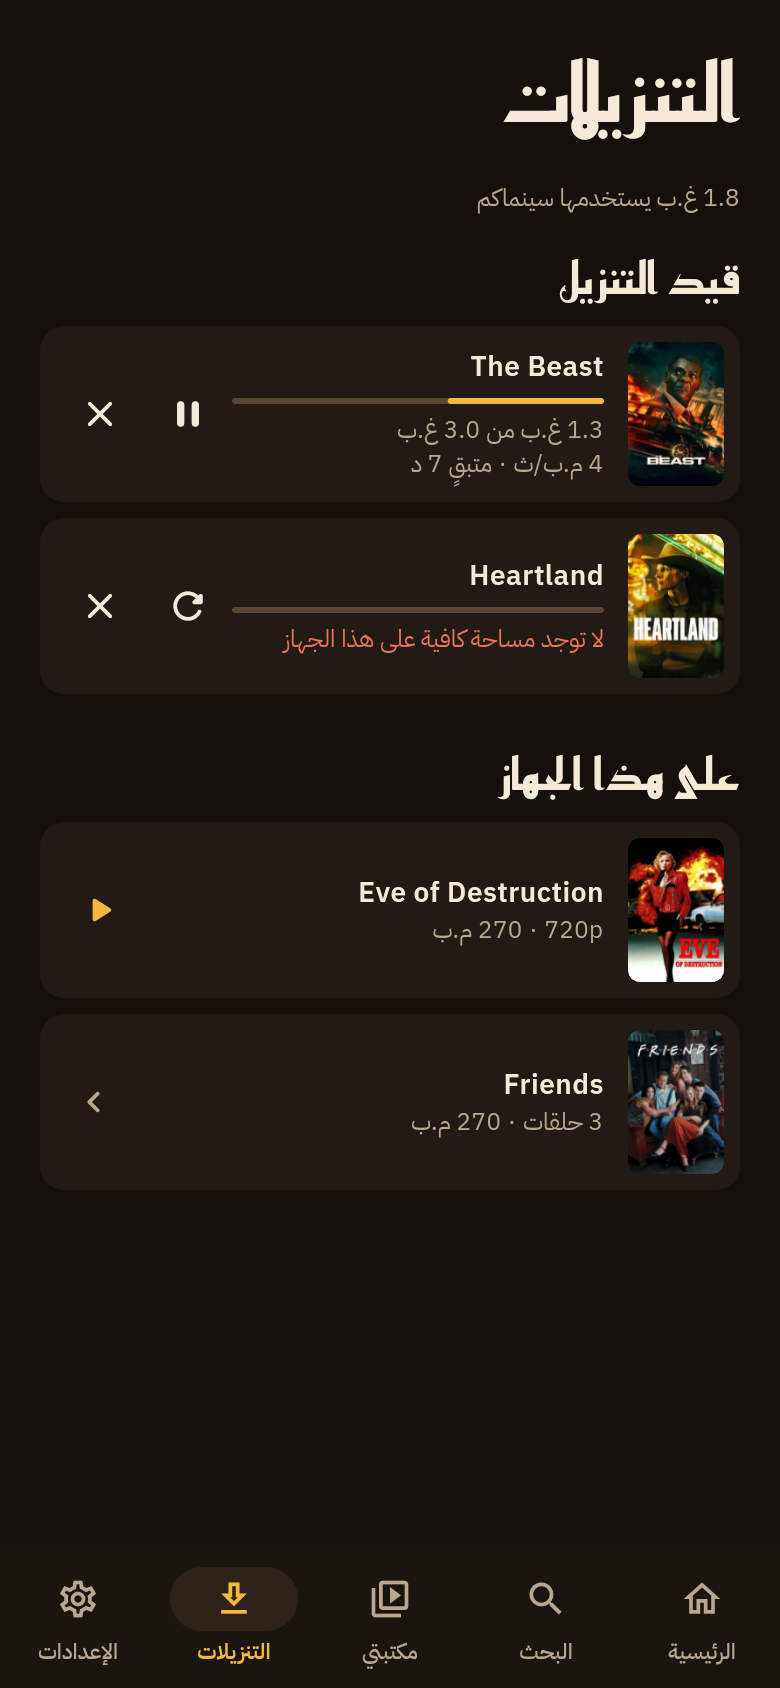 التنزيلات
1.8 غ.ب يستخدمها سينماكم
قيد التنزيل
The Beast
1.3 غ.ب من 3.0 غ.ب
4 م.ب/ث · متبقٍ 7 د
BEAST
Heartland
لا توجد مساحة كافية على هذا الجهاز
HEARTLAND
على هذا الجهاز
Eve of Destruction
720p · 270 م.ب
EVE
OF DESTRUCTION
Friends
3 حلقات · 270 م.ب
F·R·I·E·N·D·S
الرئيسية
البحث
مكتبتي
التنزيلات
الإعدادات